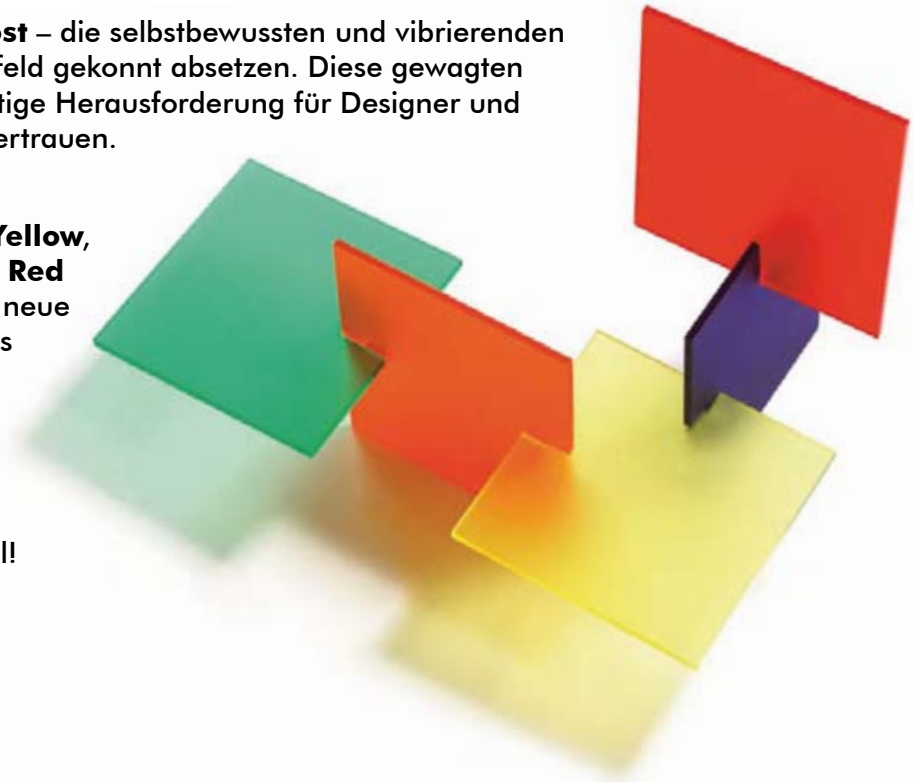 st – die selbstbewussten und vibrierenden
feld gekonnt absetzen. Diese gewagten
tige Herausforderung für Designer und
ertrauen.
Yellow,
Red
neue
s
l!